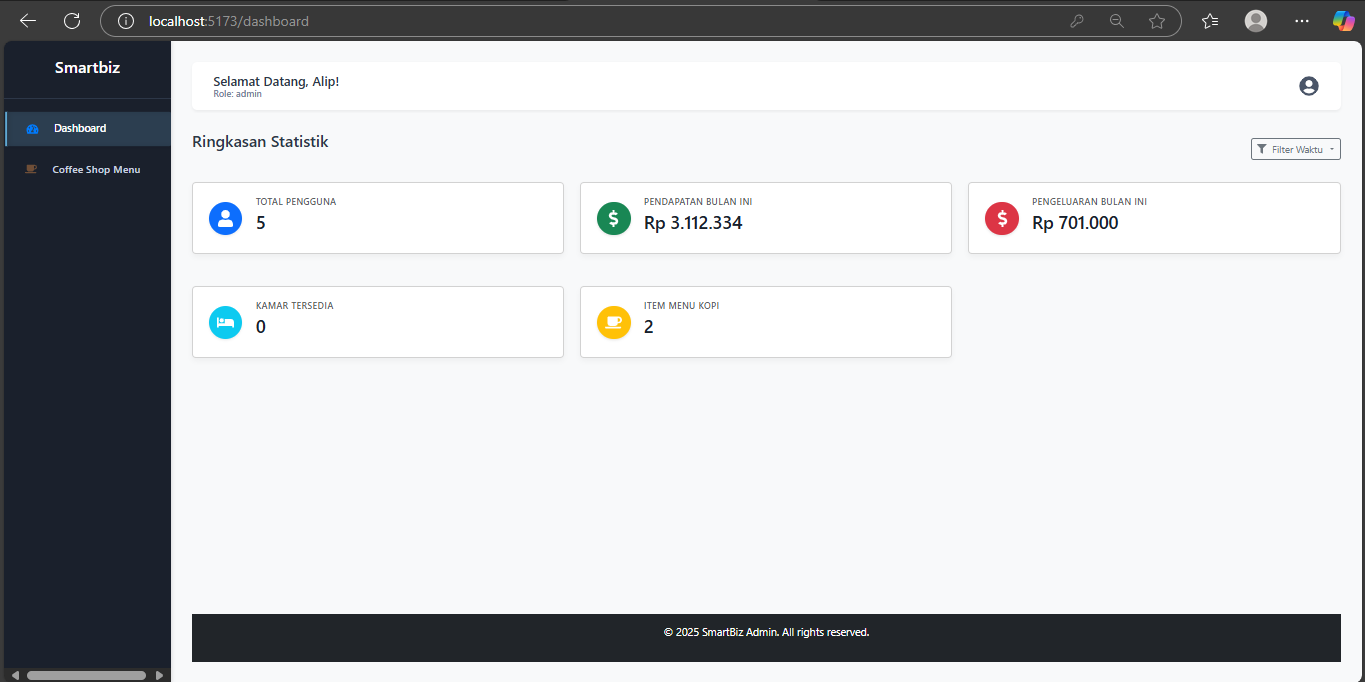 localhost:5173/dashboard
Smartbiz
Dashboard
Coffee Shop Menu
Selamat Datang, Alip!
Role: admin
Ringkasan Statistik
Filter Waktu
TOTAL PENGGUNA
5
PENDAPATAN BULAN INI
Rp 3.112.334
PENGELUARAN BULAN INI
Rp 701.000
KAMAR TERSEDIA
0
ITEM MENU KOPI
2
© 2025 SmartBiz Admin. All rights reserved.